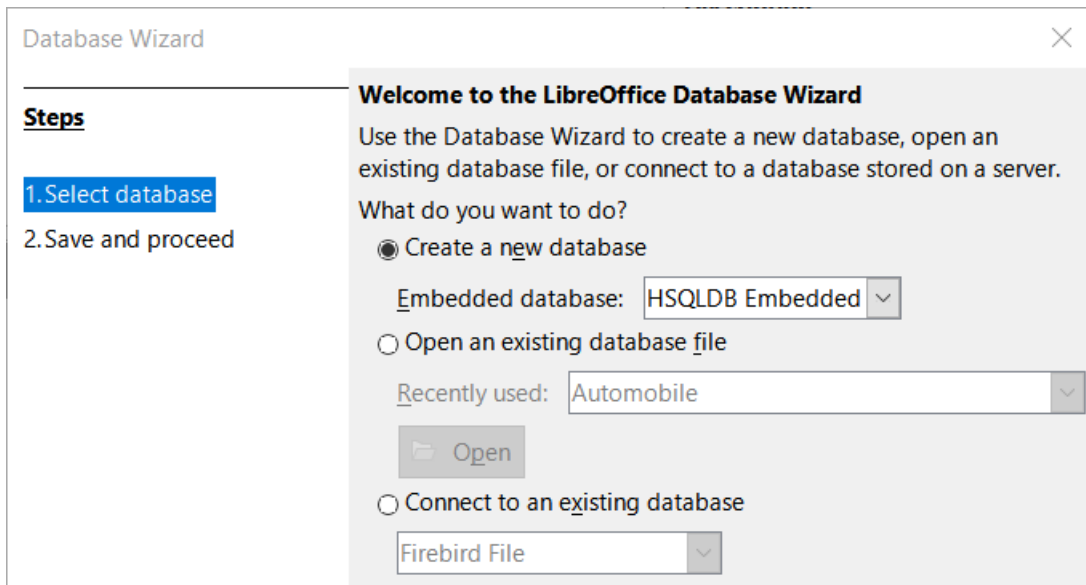 Database Wizard
Steps
1.Select database
2.Save and proceed
Welcome to the LibreOffice Database Wizard
Use the Database Wizard to create a new database, open an
existing database file, or connect to a database stored on a server.
What do you want to do?
Create a new database
Embedded database: HSQLDB Embedded
Open an existing database file
Recently used: Automobile
Open
Connect to an existing database
Firebird File